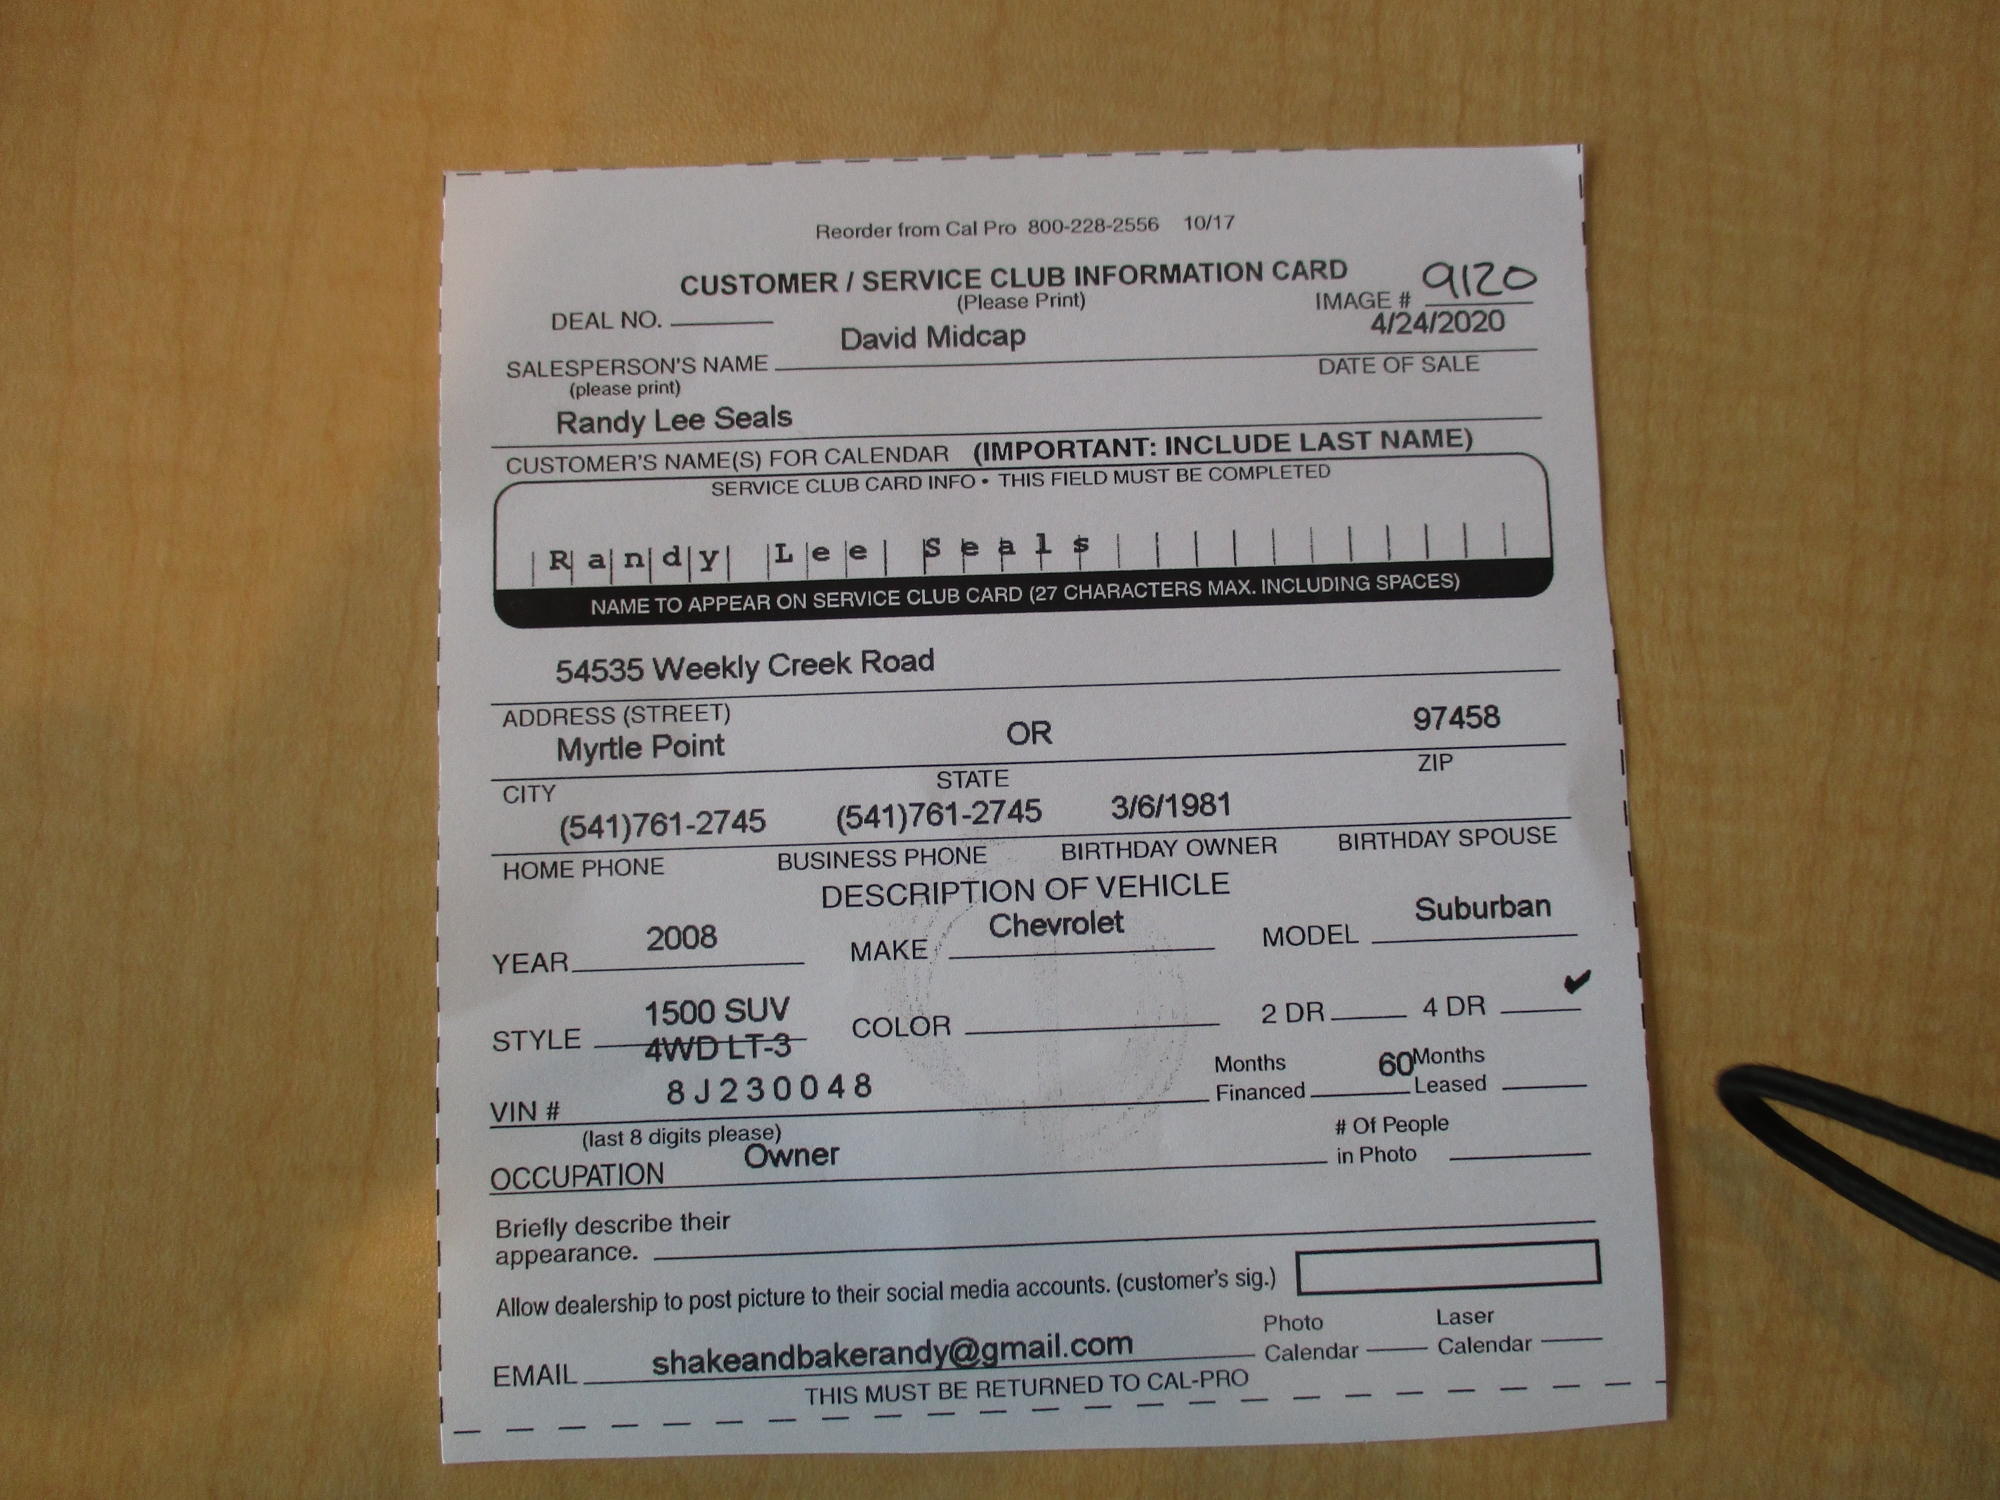 Reorder from Cal Pro 800-228-2556 10/17
CUSTOMER / SERVICE CLUB INFORMATION CARD
(Please Print)
IMAGE # 9120
DEAL NO.
David Midcap
4/24/2020
SALESPERSON'S NAME
DATE OF SALE
(please print)
Randy Lee Seals
CUSTOMER'S NAME(S) FOR CALENDAR (IMPORTANT: INCLUDE LAST NAME)
SERVICE CLUB CARD INFO • THIS FIELD MUST BE COMPLETED
Randy Lee Seals
NAME TO APPEAR ON SERVICE CLUB CARD (27 CHARACTERS MAX. INCLUDING SPACES)
54535 Weekly Creek Road
ADDRESS (STREET)
Myrtle Point OR 97458
CITY STATE ZIP
(541)761-2745 (541)761-2745 3/6/1981
HOME PHONE BUSINESS PHONE BIRTHDAY OWNER BIRTHDAY SPOUSE
DESCRIPTION OF VEHICLE
YEAR 2008 MAKE Chevrolet MODEL Suburban
STYLE 1500 SUV COLOR 2 DR 4 DR ✔
4WD LT-3
VIN # 8J230048
(last 8 digits please)
Months
Financed 60
Months
Leased
OCCUPATION Owner
# Of People
in Photo
Briefly describe their
appearance.
Allow dealership to post picture to their social media accounts. (customer's sig.)
EMAIL shakeandbakerandy@gmail.com
Photo
Calendar
Laser
Calendar
THIS MUST BE RETURNED TO CAL-PRO